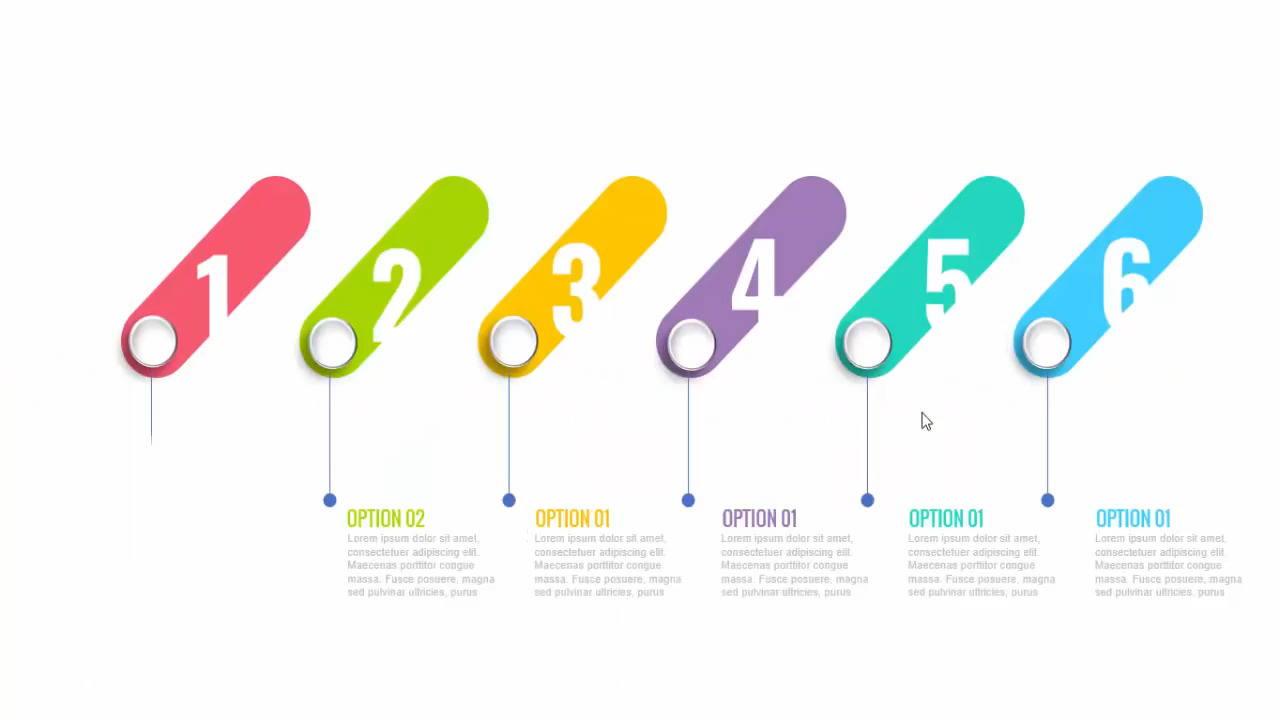 1
2
3
4
5
6
OPTION 02
Lorem ipsum dolor sit amet,
consectetuer adipiscing elit.
Maecenas porttitor congue
massa. Fusce posuere, magna
sed pulvinar ultricies, purus
OPTION 01
Lorem ipsum dolor sit amet,
consectetuer adipiscing elit.
Maecenas porttitor congue
massa. Fusce posuere, magna
sed pulvinar ultricies, purus
OPTION 01
Lorem ipsum dolor sit amet,
consectetuer adipiscing elit.
Maecenas porttitor congue
massa. Fusce posuere, magna
sed pulvinar ultricies, purus
OPTION 01
Lorem ipsum dolor sit amet,
consectetuer adipiscing elit.
Maecenas porttitor congue
massa. Fusce posuere, magna
sed pulvinar ultricies, purus
OPTION 01
Lorem ipsum dolor sit amet,
consectetuer adipiscing elit.
Maecenas porttitor congue
massa. Fusce posuere, magna
sed pulvinar ultricies, purus